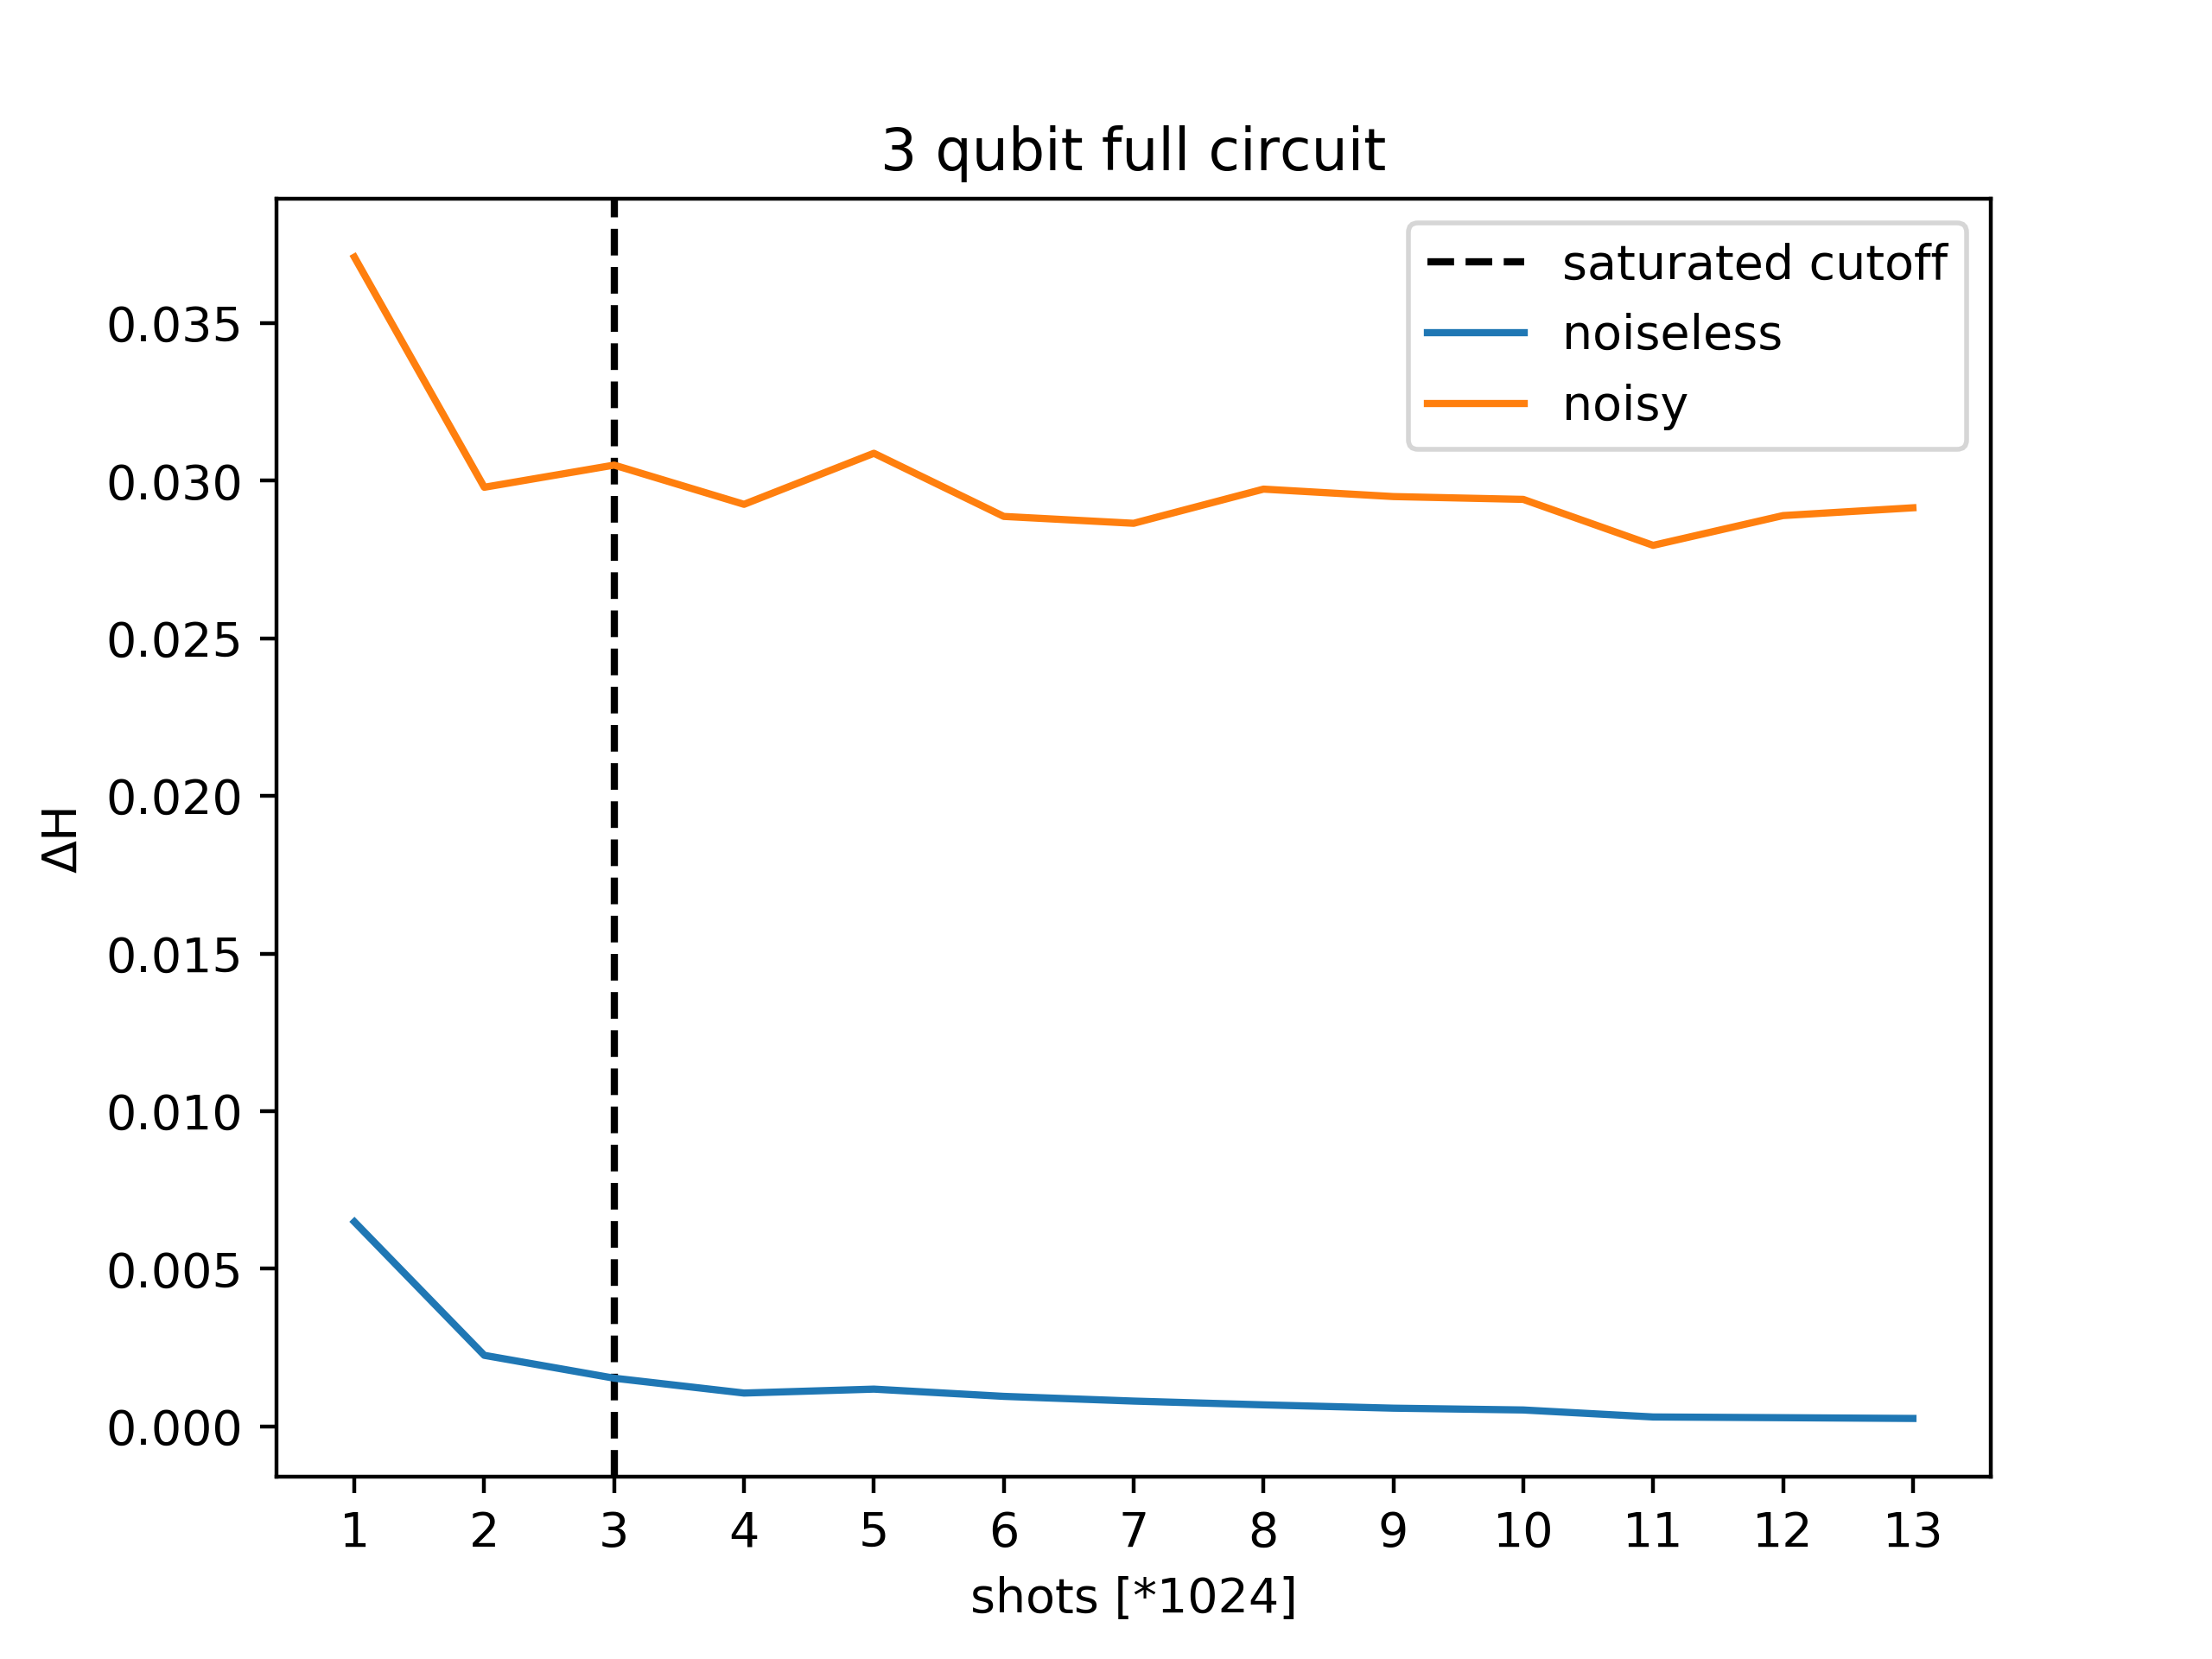 3 qubit full circuit
saturated cutoff
noiseless
noisy
0.035
0.030
0.025
0.020
0.015
0.010
0.005
0.000
ΔH
1 2 3 4 5 6 7 8 9 10 11 12 13
shots [*1024]